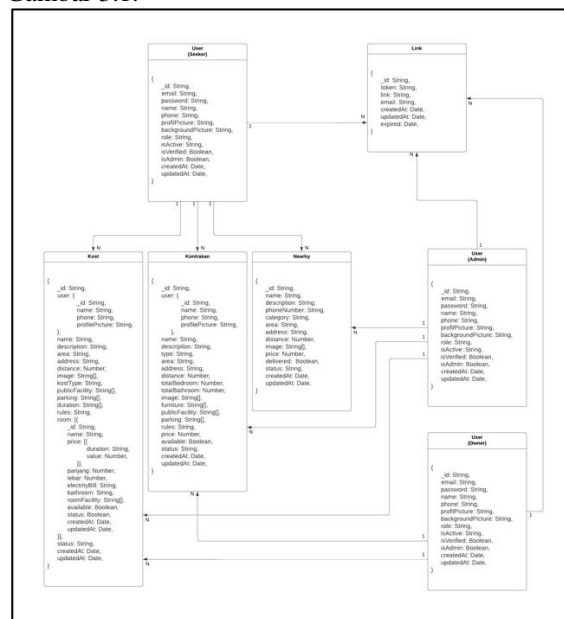 Gambar 3.1.
User
(Seeker)
{
_id: String,
email: String,
password: String,
name: String,
phone: String,
profilPicture: String,
backgroundPicture: String,
role: String,
isActive: String,
isVerified: Boolean,
isAdmin: Boolean,
createdAt: Date,
updatedAt: Date,
}
Link
{
_id: String,
token: String,
link: String,
email: String,
createdAt: Date,
updatedAt: Date,
expired: Date,
}
1
N
N
N
1
1
1
1
N
N
N
Kost
{
_id: String,
user: {
_id: String,
name: String,
phone: String,
profilePicture: String,
},
name: String,
description: String,
area: String,
address: String,
distance: Number,
image: String[],
kostType: String,
publicFacility: String[],
parking: String[],
duration: String[],
rules: String,
room: [{
_id: String,
name: String,
price: [{
duration: String,
value: Number,
}],
panjang: Number,
lebar: Number,
electrityBill: String,
bathroom: String,
roomFacility: String[],
available: Boolean,
status: Boolean,
createdAt: Date,
updatedAt: Date,
}],
status: String,
createdAt: Date,
updatedAt: Date,
}
Kontrakan
{
_id: String,
user: {
_id: String,
name: String,
phone: String,
profilePicture: String,
},
name: String,
description: String,
type: String,
area: String,
address: String,
distance: Number,
totalBedroom: Number,
totalBathroom: Number,
image: String[],
furniture: String[],
publicFacility: String[],
parking: String[],
rules: String,
price: Number,
available: Boolean,
status: String,
createdAt: Date,
updatedAt: Date,
}
Nearby
{
_id: String,
name: String,
description: String,
phoneNumber: String,
category: String,
area: String,
address: String,
distance: Number,
image: String[],
price: Number,
delivered: Boolean,
status: String,
createdAt: Date,
updatedAt: Date,
}
User
(Admin)
{
_id: String,
email: String,
password: String,
name: String,
phone: String,
profilPicture: String,
backgroundPicture: String,
role: String,
isActive: String,
isVerified: Boolean,
isAdmin: Boolean,
createdAt: Date,
updatedAt: Date,
}
N
1
1
1
N
N
User
(Owner)
{
_id: String,
email: String,
password: String,
name: String,
phone: String,
profilPicture: String,
backgroundPicture: String,
role: String,
isActive: String,
isVerified: Boolean,
isAdmin: Boolean,
createdAt: Date,
updatedAt: Date,
}
N
1
1
1
N